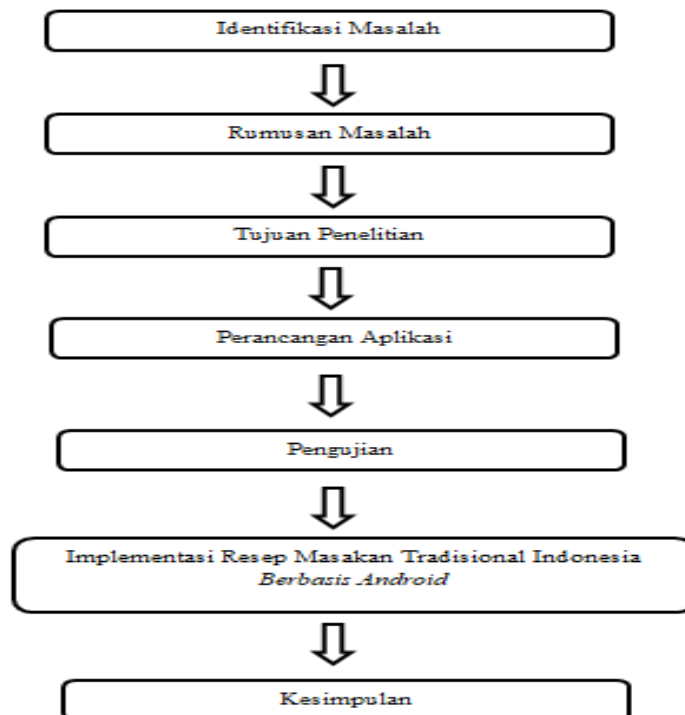 Identifikasi Masalah
Rumusan Masalah
Tujuan Penelitian
Perancangan Aplikasi
Pengujian
Implementasi Resep Masakan Tradisional Indonesia
Berbasis Android
Kesimpulan